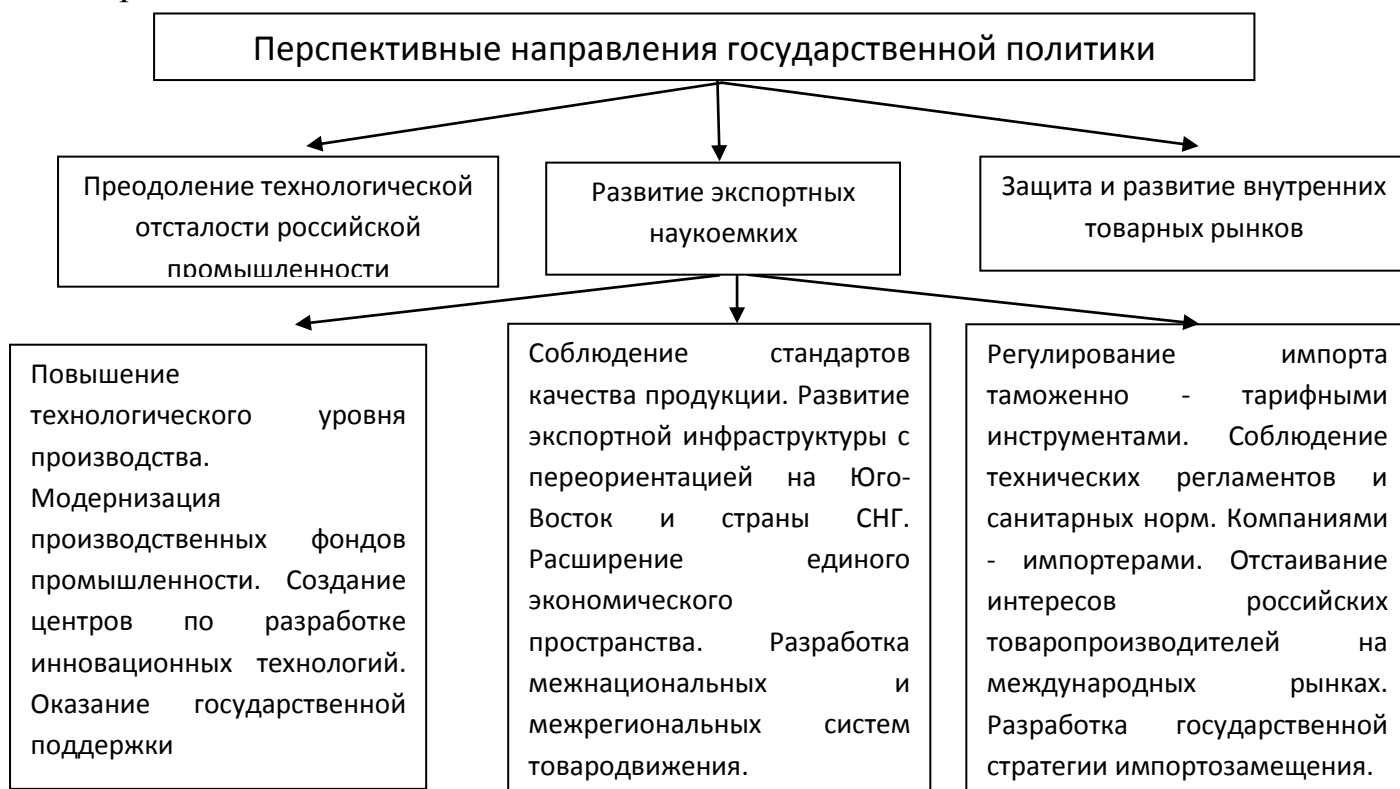 Перспективные направления государственной политики
Преодоление технологической
отсталости российской
промышленности
Развитие экспортных
наукоемких
Защита и развитие внутренних
товарных рынков
Повышение
технологического уровня
производства.
Модернизация
производственных фондов
промышленности. Создание
центров по разработке
инновационных технологий.
Оказание государственной
поддержки
Соблюдение стандартов
качества продукции. Развитие
экспортной инфраструктуры с
переориентацией на Юго-
Восток и страны СНГ.
Расширение единого
экономического
пространства. Разработка
межнациональных и
межрегиональных систем
товародвижения.
Регулирование импорта
таможенно - тарифными
инструментами. Соблюдение
технических регламентов и
санитарных норм. Компаниями
- импортерами. Отстаивание
интересов российских
товаропроизводителей на
международных рынках.
Разработка государственной
стратегии импортозамещения.